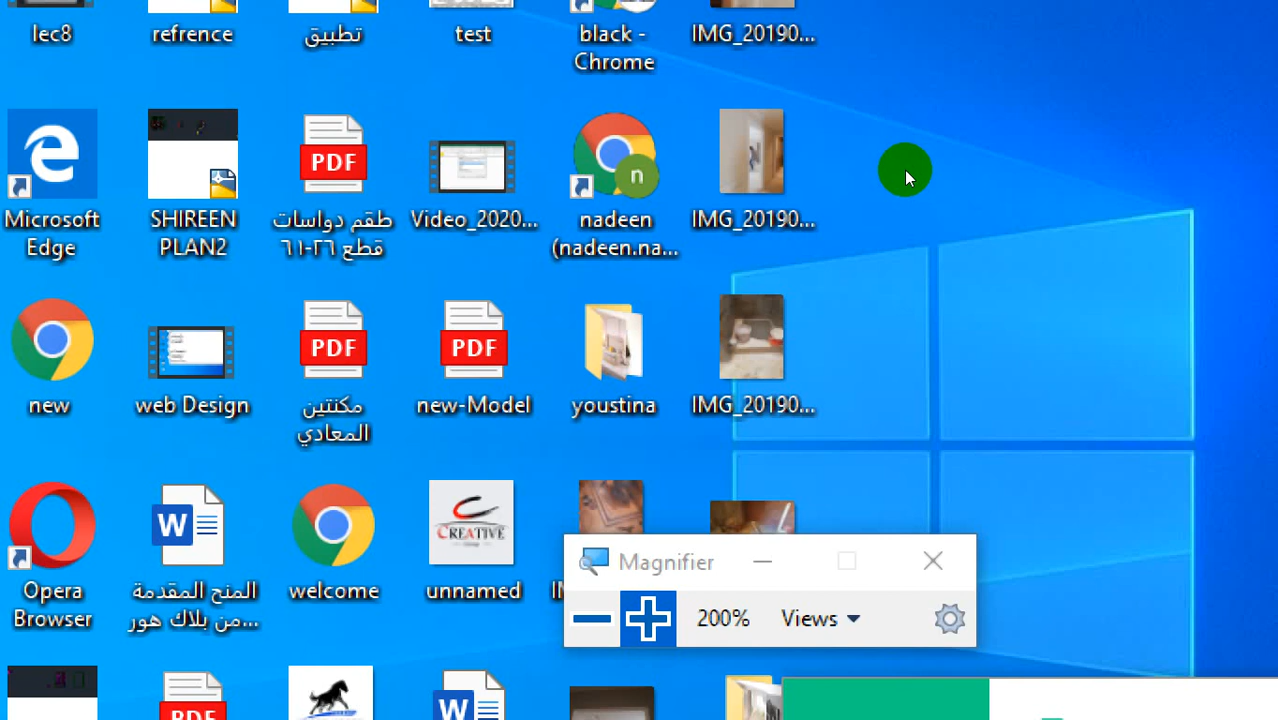 lec8
refrence
تطبيق
test
black -
Chrome
IMG_20190...
Microsoft
Edge
SHIREEN
PLAN2
PDF
طقم دواسات
قطع ٢٦-٦١
Video_2020...
n
nadeen
(nadeen.na...
IMG_20190...
new
web Design
PDF
مكنتين
المعادي
PDF
new-Model
youstina
IMG_20190...
Opera
Browser
W
المنح المقدمة
من بلاك هور...
welcome
CREATIVE
unnamed
Magnifier
200%
Views
PDF
W